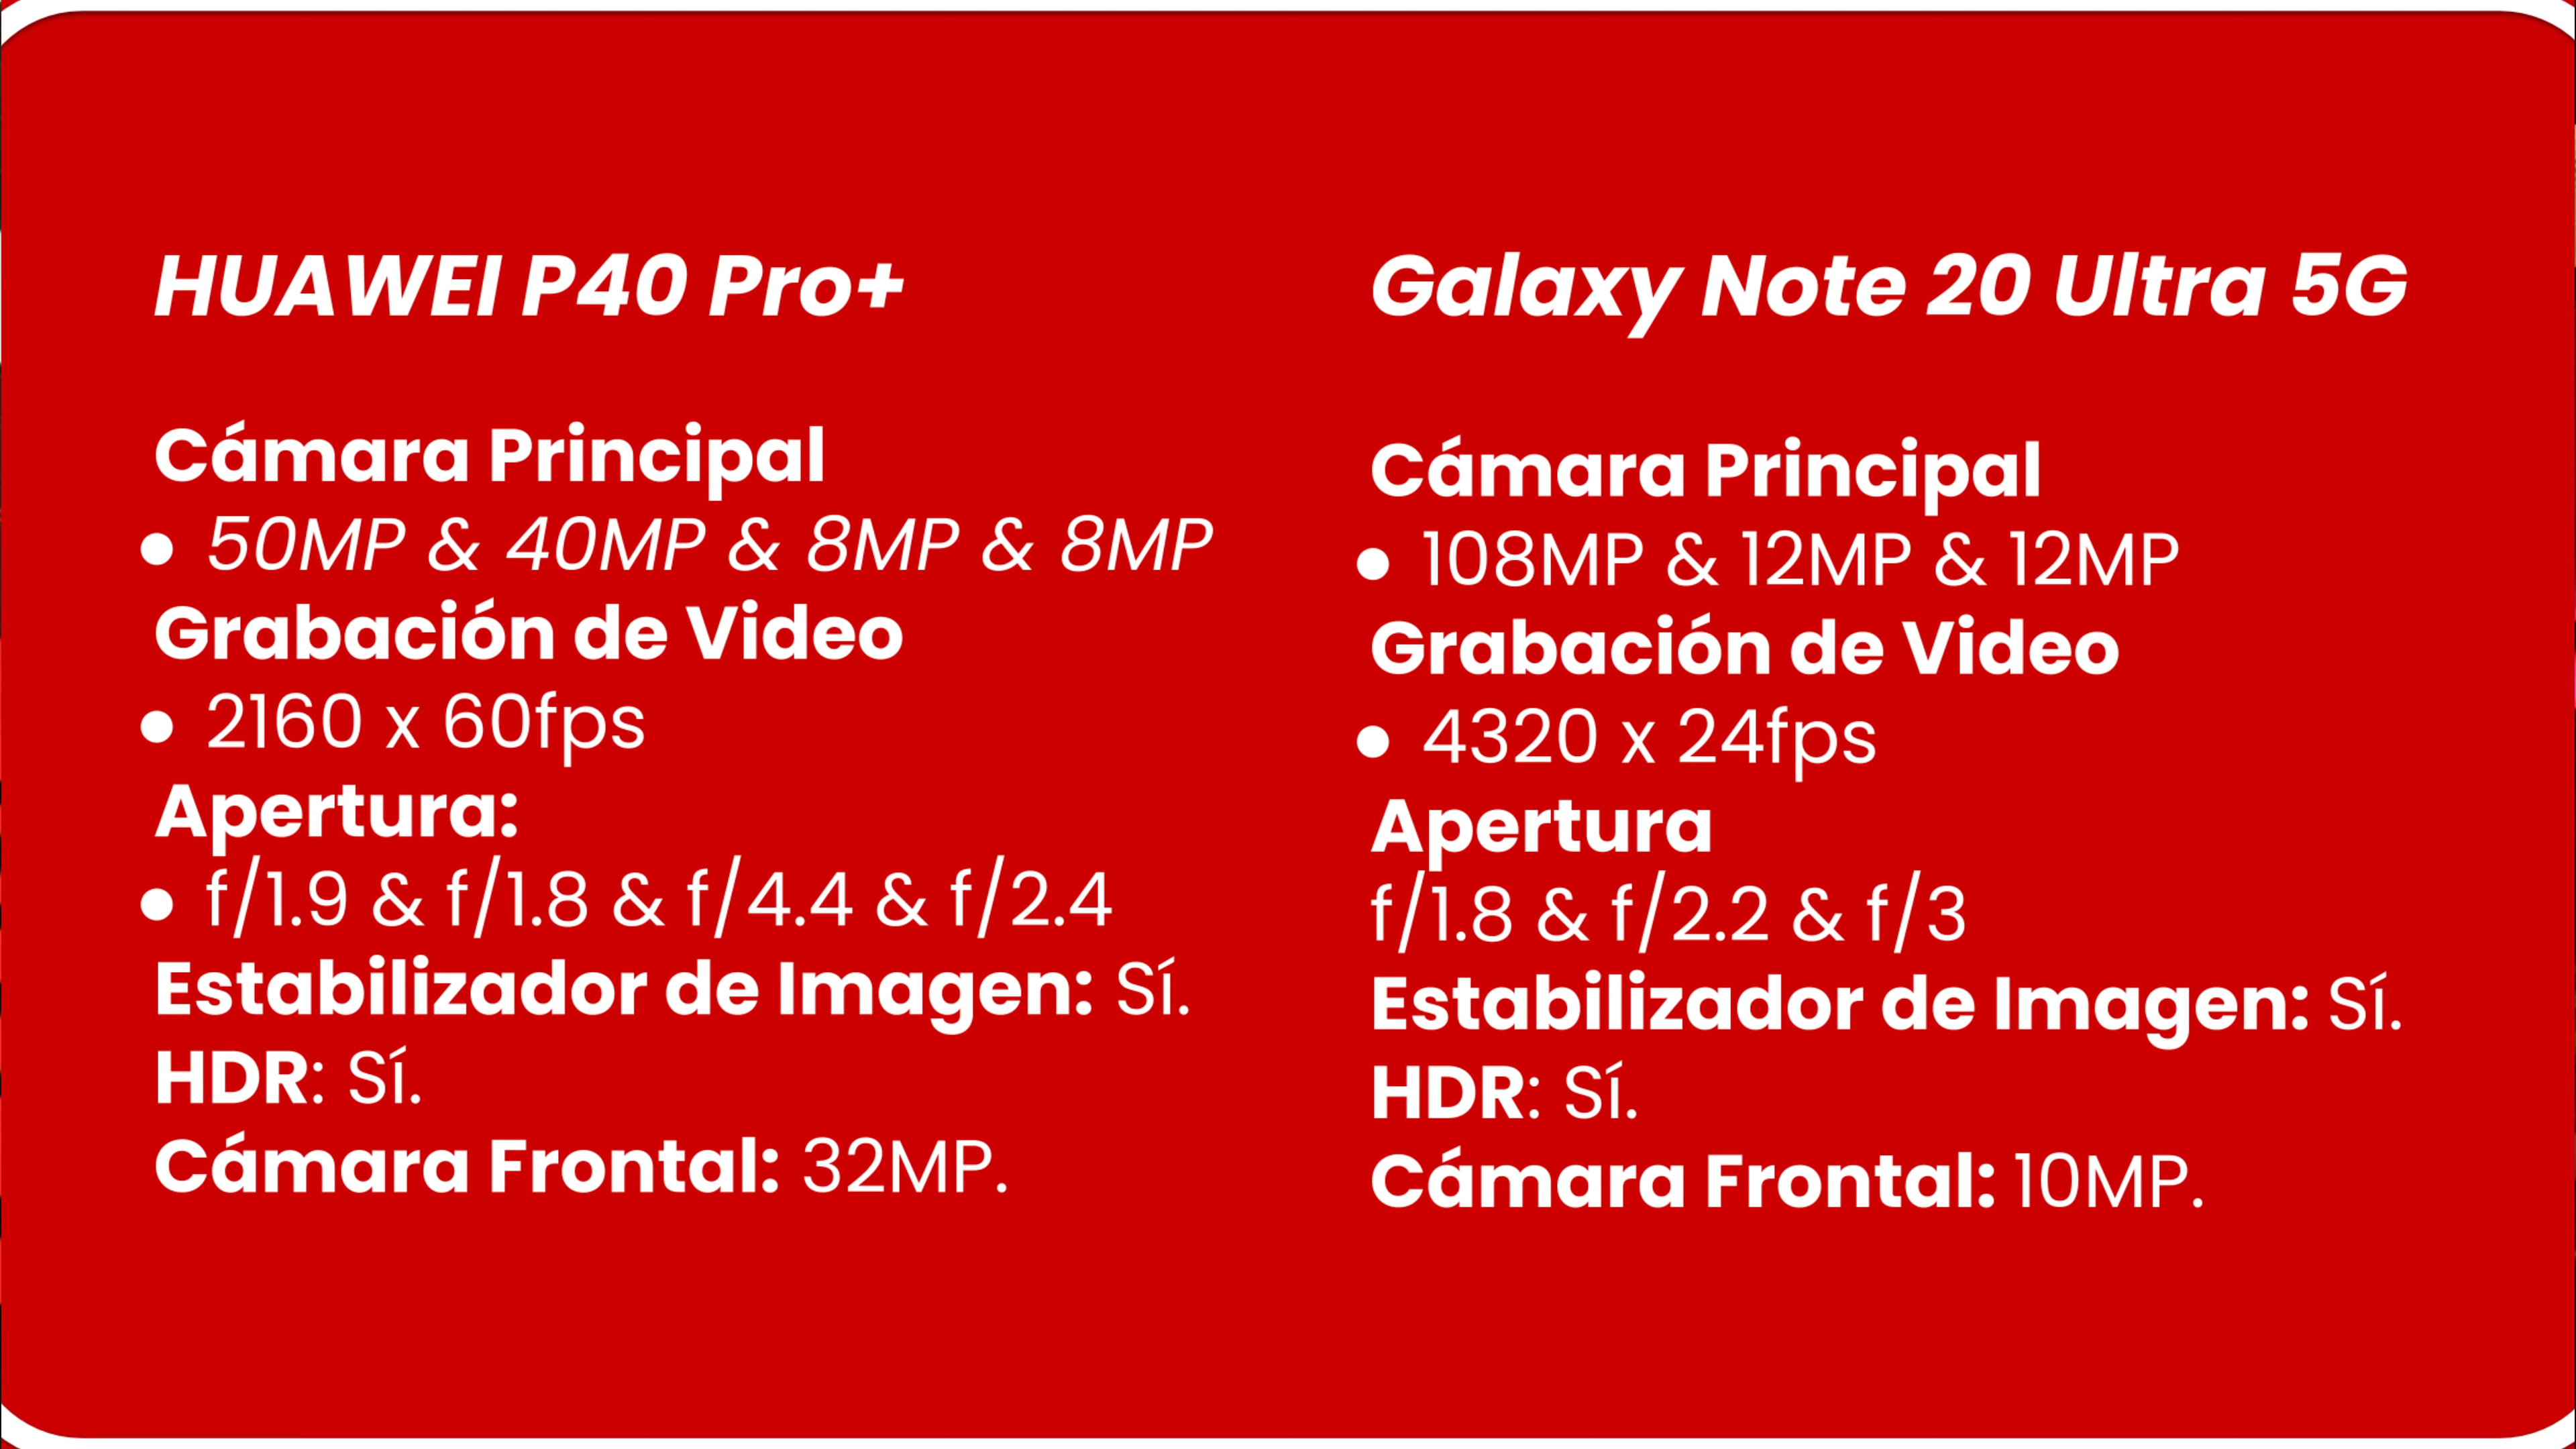 HUAWEI P40 Pro+
Cámara Principal
● 50MP & 40MP & 8MP & 8MP
Grabación de Video
● 2160 x 60fps
Apertura:
● f/1.9 & f/1.8 & f/4.4 & f/2.4
Estabilizador de Imagen: Sí.
HDR: Sí.
Cámara Frontal: 32MP.
Galaxy Note 20 Ultra 5G
Cámara Principal
● 108MP & 12MP & 12MP
Grabación de Video
● 4320 x 24fps
Apertura
f/1.8 & f/2.2 & f/3
Estabilizador de Imagen: Sí.
HDR: Sí.
Cámara Frontal: 10MP.